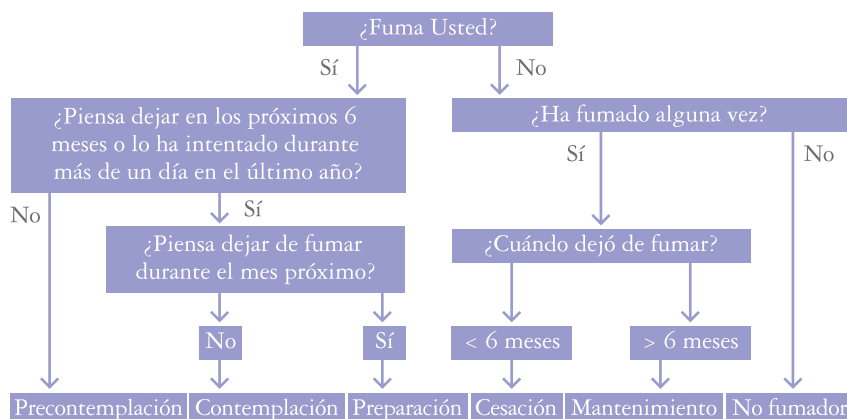 ¿Fuma Usted?
Sí
No
¿Piensa dejar en los próximos 6
meses o lo ha intentado durante
más de un día en el último año?
¿Ha fumado alguna vez?
Sí
No
No
Sí
¿Piensa dejar de fumar
durante el mes próximo?
¿Cuándo dejó de fumar?
No
Sí
< 6 meses
> 6 meses
Precontemplación
Contemplación
Preparación
Cesación
Mantenimiento
No fumador